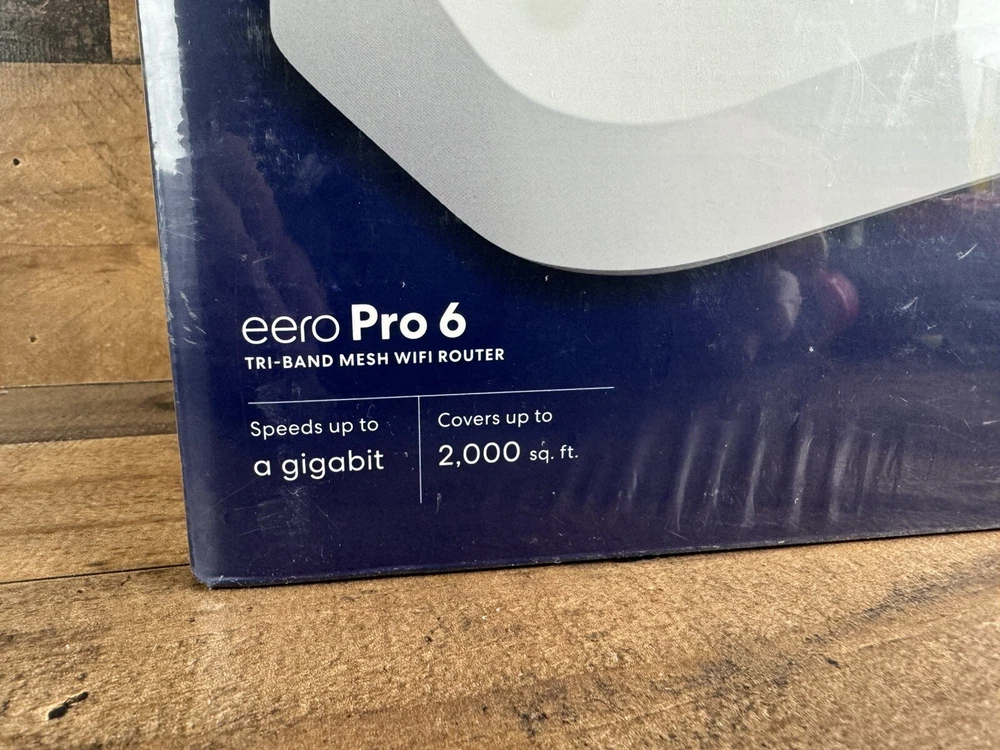 eero Pro 6
TRI-BAND MESH WIFI ROUTER
Speeds up to
a gigabit
Covers up to
2,000 sq. ft.